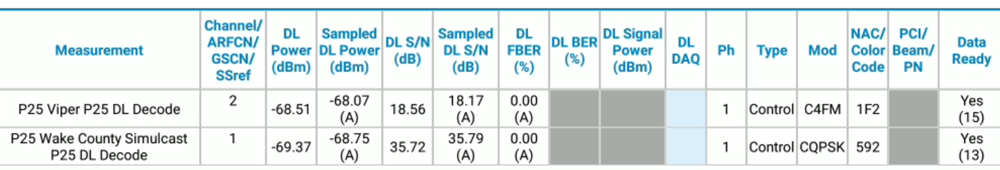 Measurement
Channel/
ARFCN/
GSCN/
SSref
DL
Power
(dBm)
Sampled
DL Power
(dBm)
DL S/N
(dB)
Sampled
DL S/N
(dB)
DL
FBER
(%)
DL BER
(%)
DL Signal
Power
(dBm)
DL
DAQ
Ph
Type
Mod
NAC/
Color
Code
PCI/
Beam/
PN
Data
Ready
P25 Viper P25 DL Decode
2
-68.51
-68.07
(A)
18.56
18.17
(A)
0.00
(A)
1
Control
C4FM
1F2
Yes
(15)
P25 Wake County Simulcast
P25 DL Decode
1
-69.37
-68.75
(A)
35.72
35.79
(A)
0.00
(A)
1
Control
CQPSK
592
Yes
(13)